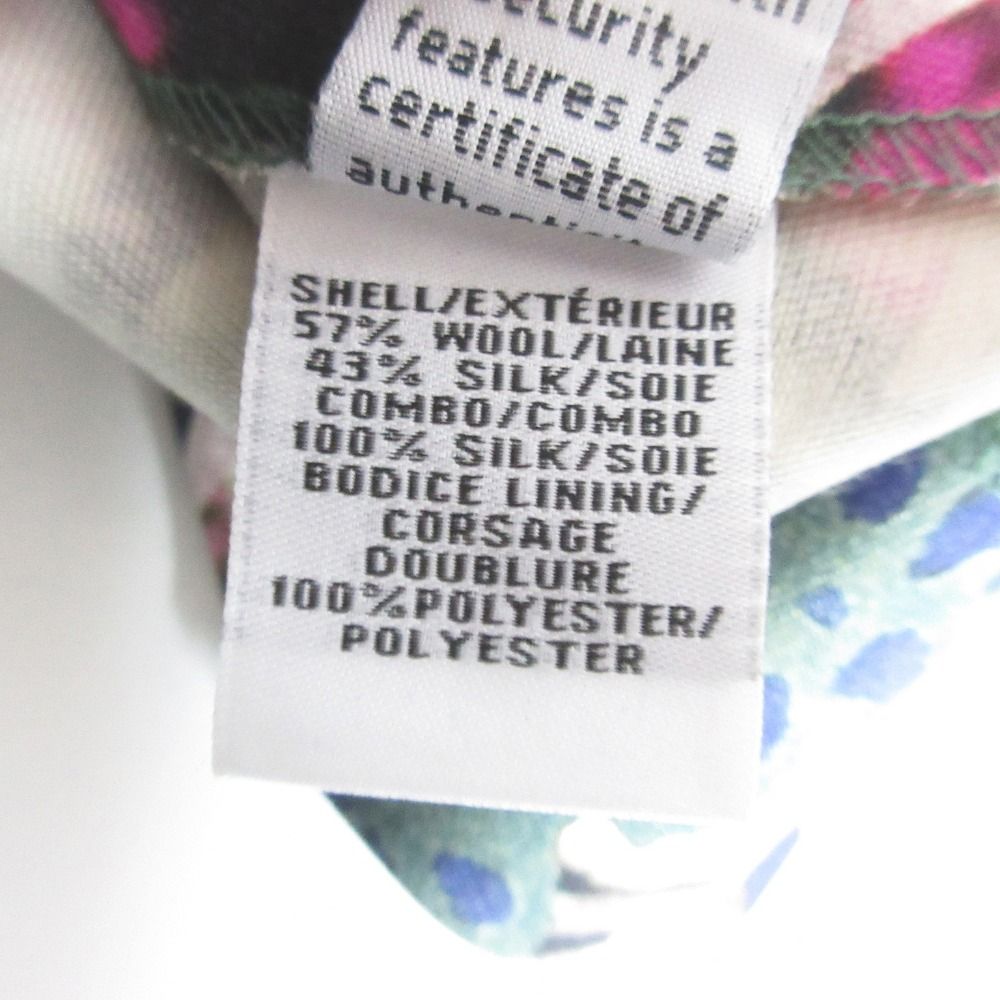 security
features is a
certificate of
SHELL/EXTÉRIEUR
57% WOOL/LAINE
43% SILK/SOIE
COMBO/COMBO
100% SILK/SOIE
BODICE LINING/
CORSAGE
DOUBLURE
100%POLYESTER/
POLYESTER